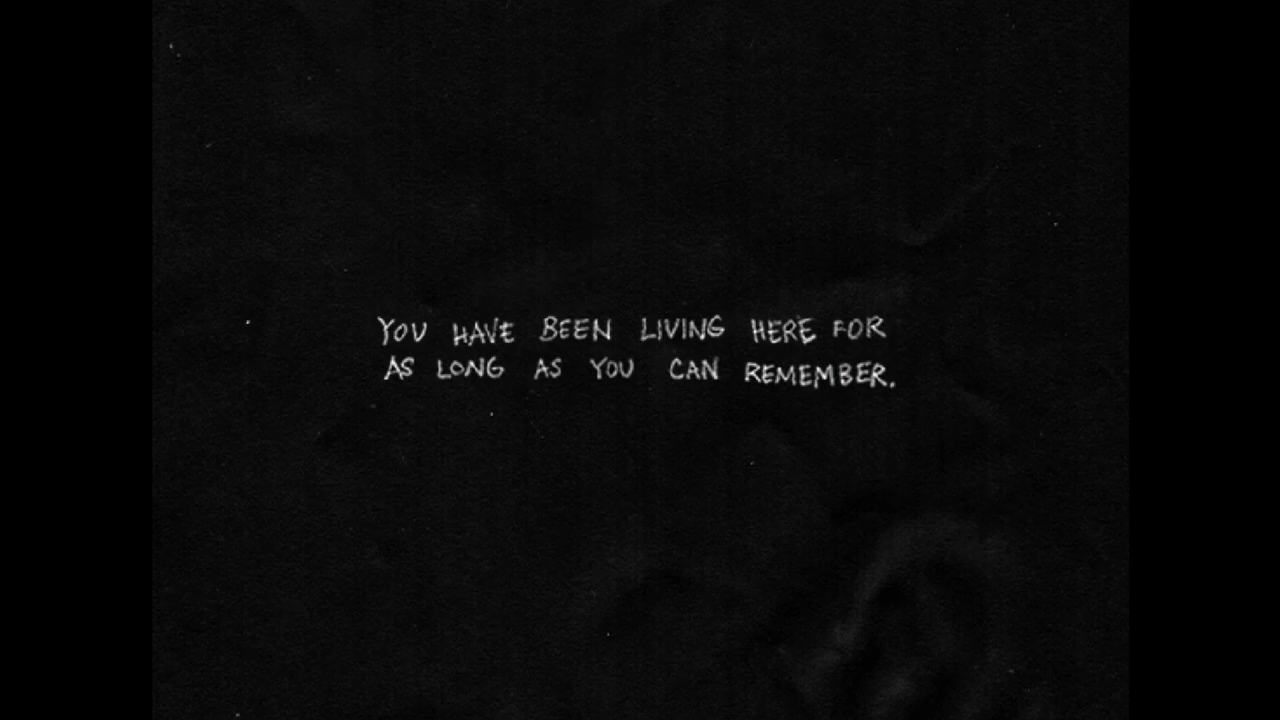 YOU HAVE BEEN LIVING HERE FOR
AS LONG AS YOU CAN REMEMBER.